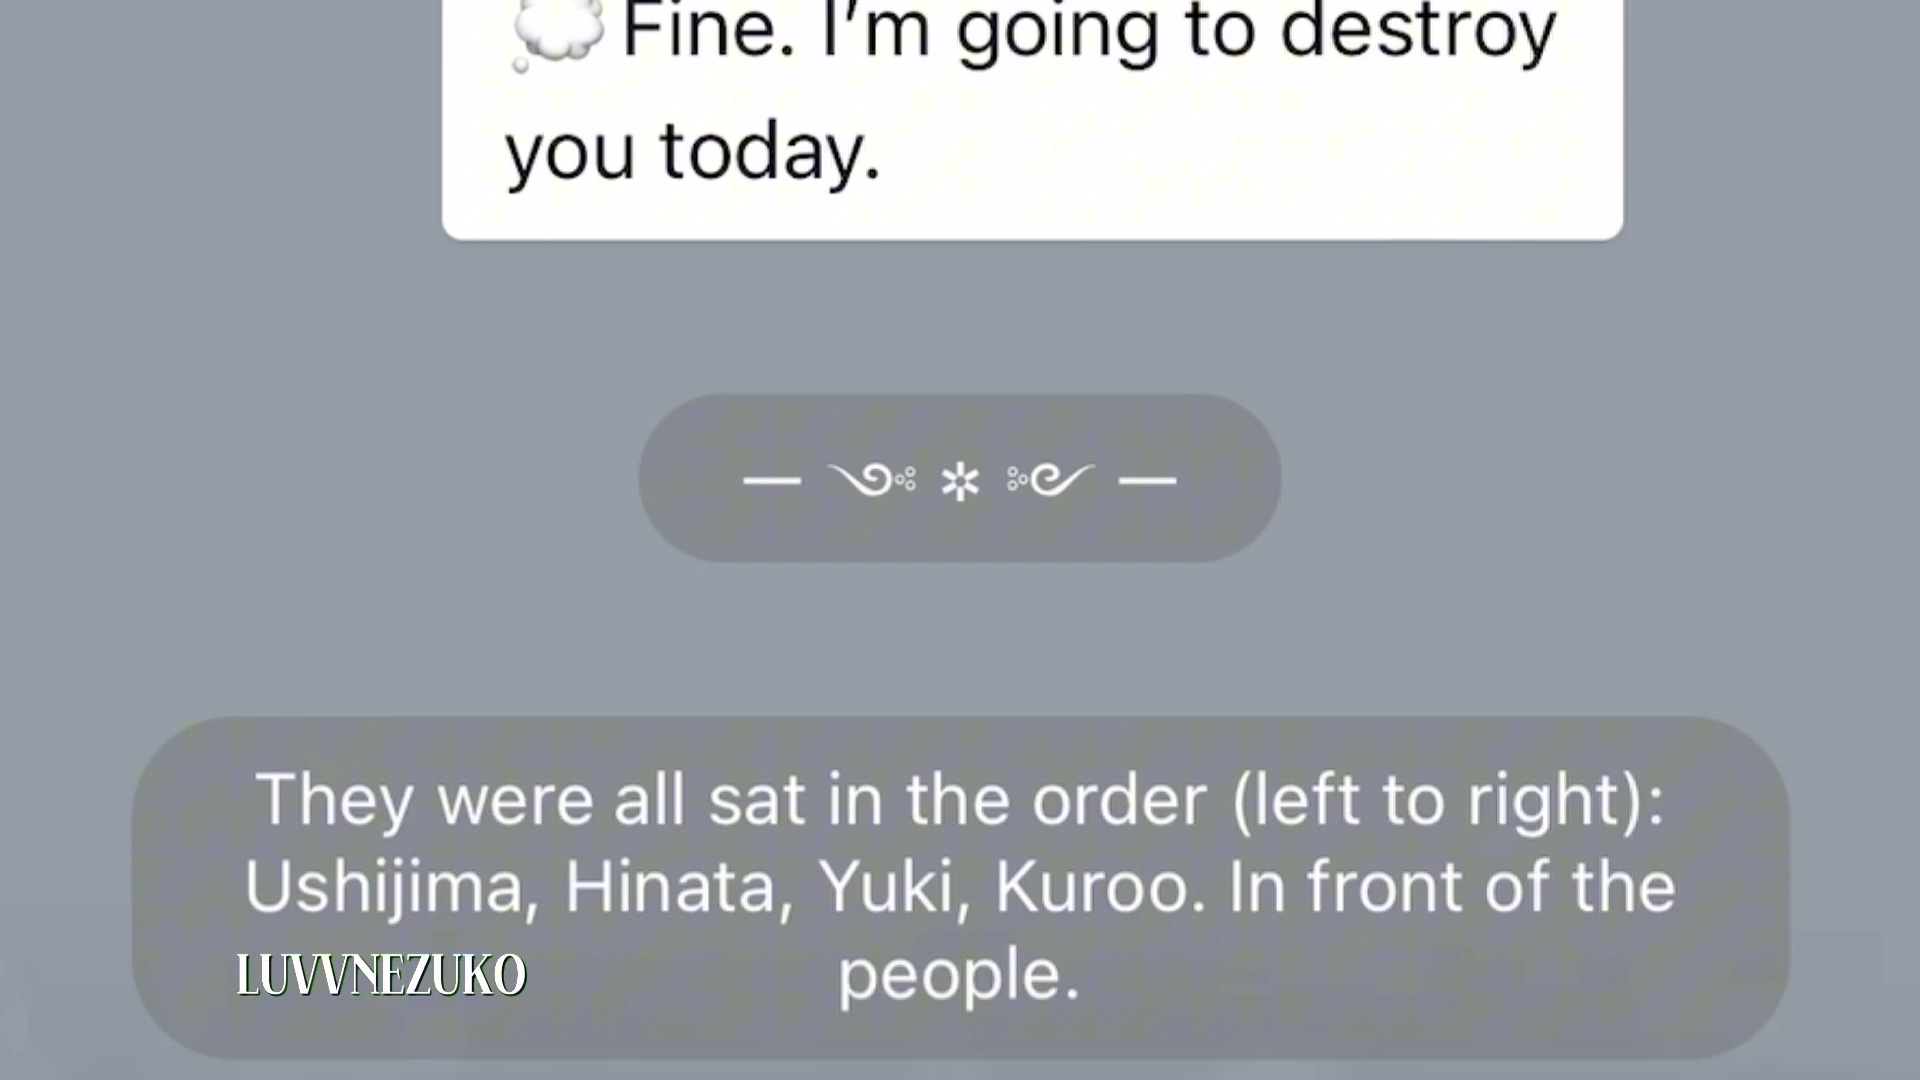 💭 Fine. I'm going to destroy
you today.
— ༄ * ༄ —
They were all sat in the order (left to right):
Ushijima, Hinata, Yuki, Kuroo. In front of the
people.
LUVVNEZUKO